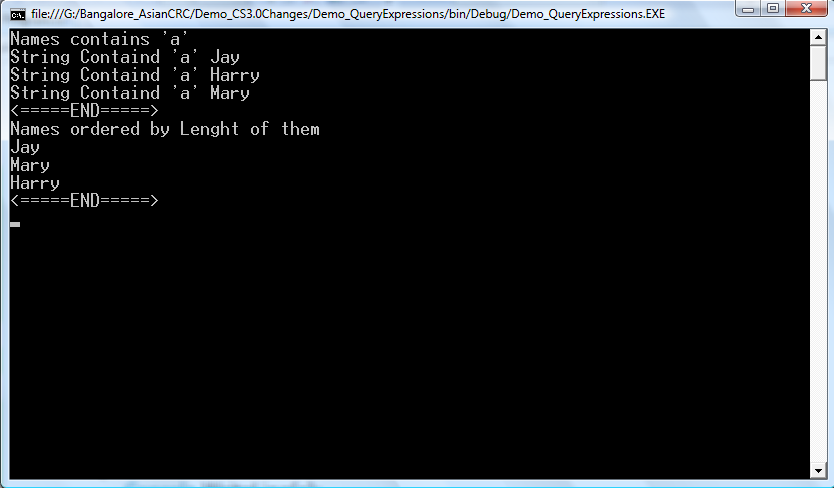 file:///G:/Bangalore_AsianCRC/Demo_CS3.0Changes/Demo_QueryExpressions/bin/Debug/Demo_QueryExpressions.EXE
Names contains 'a'
String Containd 'a' Jay
String Containd 'a' Harry
String Containd 'a' Mary
<=====END=====>
Names ordered by Lenght of them
Jay
Mary
Harry
<=====END=====>